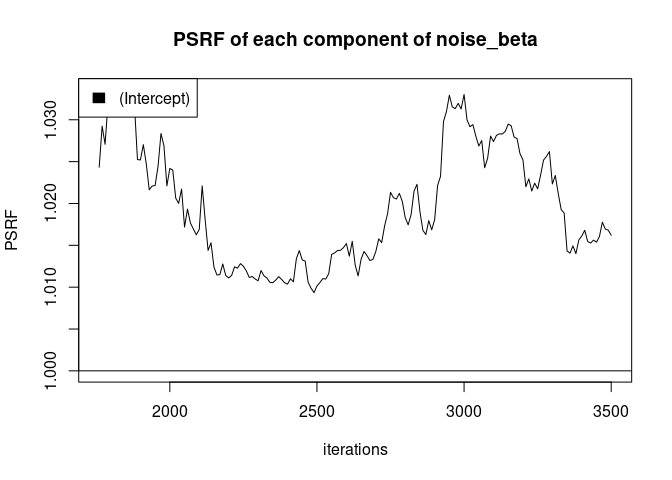 PSRF of each component of noise_beta
(Intercept)
PSRF
1.030
1.020
1.010
1.000
2000 2500 3000 3500
iterations